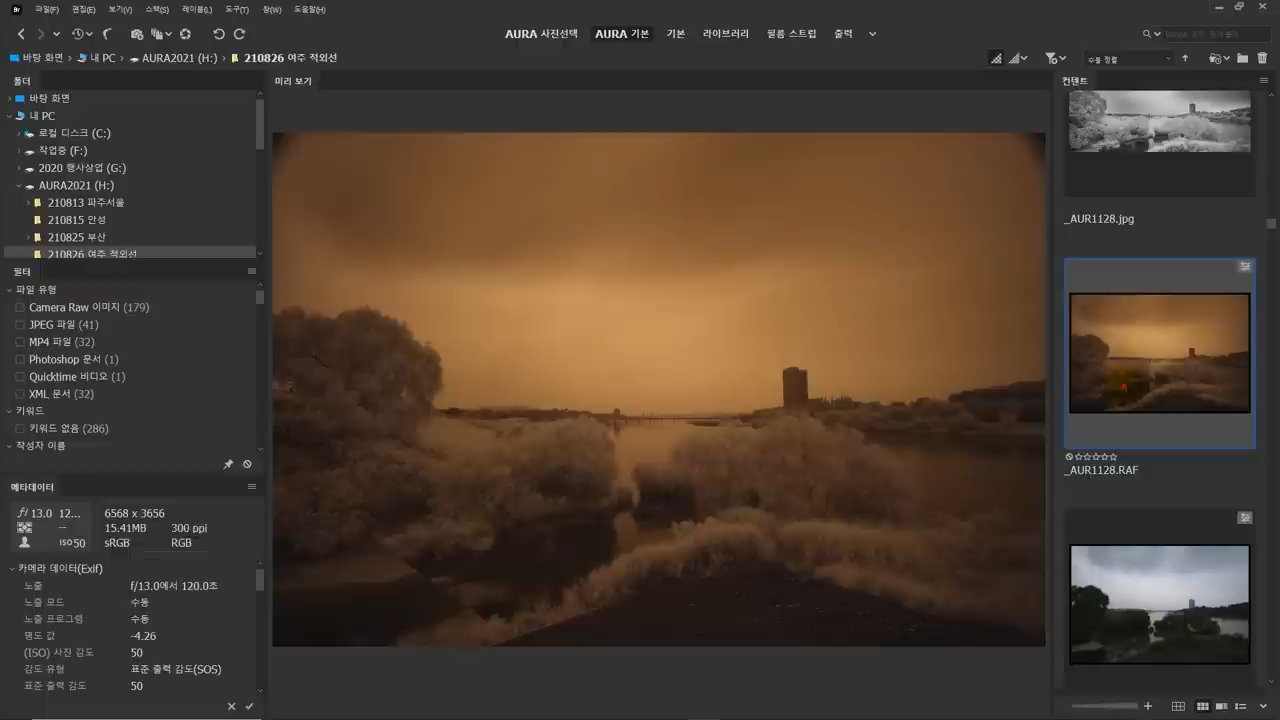 Br 파일(F) 편집(E) 보기(V) 스택(S) 레이블(L) 도구(T) 창(W) 도움말(H)
AURA 사진선택 AURA 기본 기본 라이브러리 필름 스트립 출력
바탕 화면 > 내 PC > AURA2021 (H:) > 210826 여주 적외선
수동 정렬
폴더
바탕 화면
내 PC
로컬 디스크 (C:)
작업중 (F:)
2020 행사상업 (G:)
AURA2021 (H:)
210813 파주서울
210815 안성
210825 부산
210826 여주 적외선
필터
파일 유형
Camera Raw 이미지 (179)
JPEG 파일 (41)
MP4 파일 (32)
Photoshop 문서 (1)
Quicktime 비디오 (1)
XML 문서 (32)
키워드
키워드 없음 (286)
작성자 이름
메타데이터
f/ 13.0 12...
--
ISO50
6568 x 3656
15.41MB 300 ppi
sRGB RGB
카메라 데이터(Exif)
노출 f/13.0에서 120.0초
노출 모드 수동
노출 프로그램 수동
명도 값 -4.26
(ISO) 사진 감도 50
감도 유형 표준 출력 감도(SOS)
표준 출력 감도 50
미리 보기
컨텐트
_AUR1128.jpg
_AUR1128.RAF